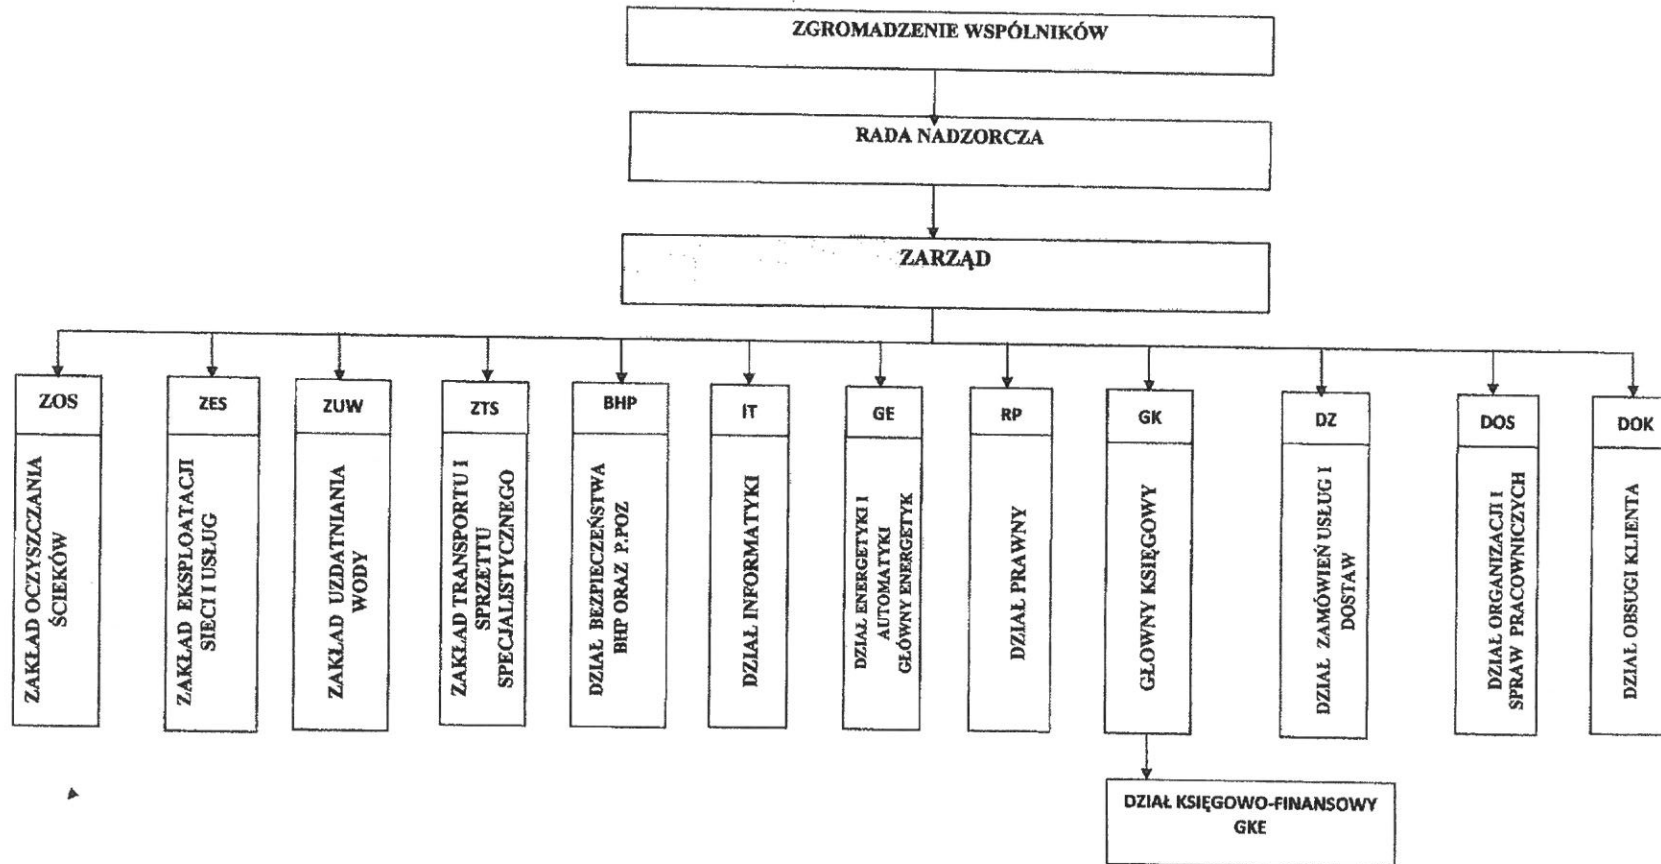 ZGROMADZENIE WSPÓLNIKÓW
RADA NADZORCZA
ZARZĄD
ZOS
ZAKŁAD OCZYSZCZANIA
ŚCIEKÓW
ZES
ZAKŁAD EKSPLOATACJI
SIECI I USŁUG
ZUW
ZAKŁAD UZDATNIANIA
WODY
ZTS
ZAKŁAD TRANSPORTU I
SPRZETTU
SPECJALISTYCZNEGO
BHP
DZIAŁ BEZPIECZEŃSTWA
BHP ORAZ P.POZ
IT
DZIAŁ INFORMATYKI
GE
DZIAŁ ENERGETYKI I
AUTOMATYKI
GŁÓWNY ENERGETYK
RP
DZIAŁ PRAWNY
GK
GŁOWNY KSIĘGOWY
DZ
DZIAŁ ZAMÓWIEŃ USŁUG I
DOSTAW
DOS
DZIAŁ ORGANIZACJI I
SPRAW PRACOWNICZYCH
DOK
DZIAŁ OBSUGI KLIENTA
DZIAŁ KSIĘGOWO-FINANSOWY
GKE